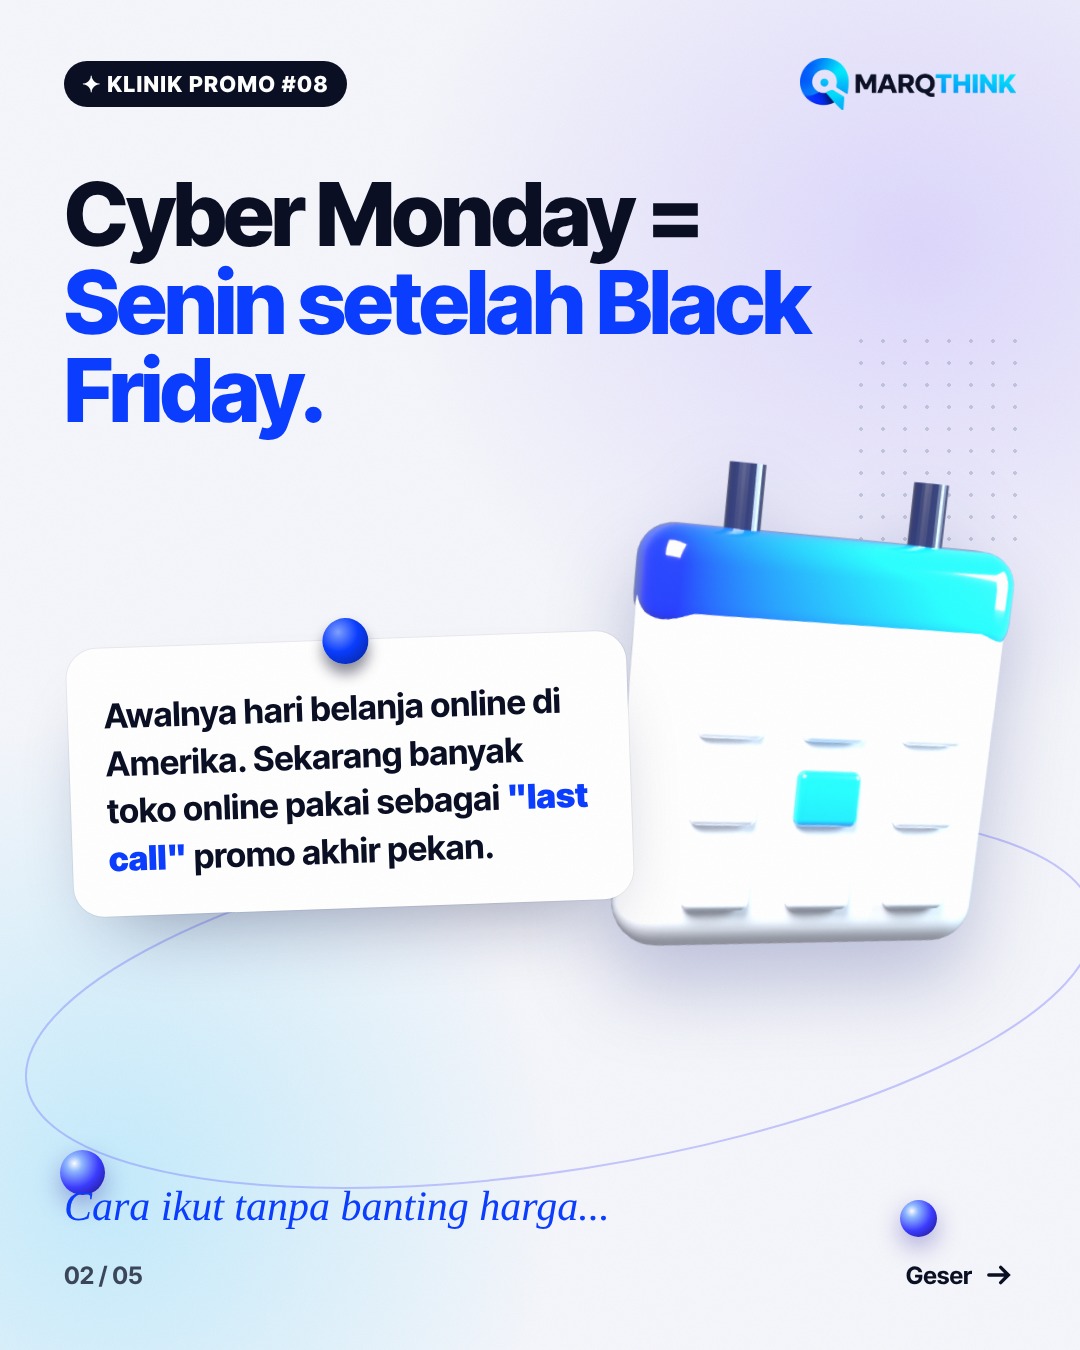 ✦ KLINIK PROMO #08
MARQTHINK
Cyber Monday =
Senin setelah Black
Friday.
Awalnya hari belanja online di
Amerika. Sekarang banyak
toko online pakai sebagai "last
call" promo akhir pekan.
Cara ikut tanpa banting harga...
02 / 05
Geser →